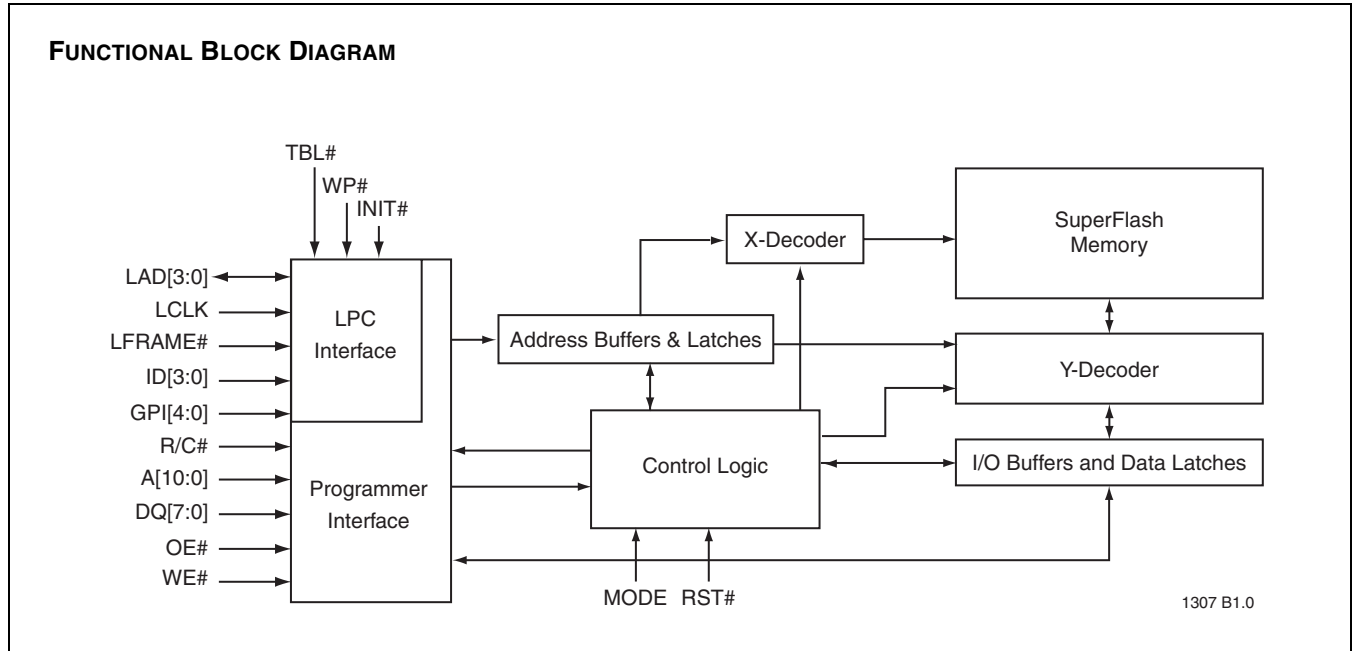 FUNCTIONAL BLOCK DIAGRAM
TBL#
WP#
INIT#
LAD[3:0]
LCLK
LFRAME#
ID[3:0]
GPI[4:0]
R/C#
A[10:0]
DQ[7:0]
OE#
WE#
LPC
Interface
Programmer
Interface
Address Buffers & Latches
X-Decoder
Control Logic
MODE
RST#
SuperFlash
Memory
Y-Decoder
I/O Buffers and Data Latches
1307 B1.0